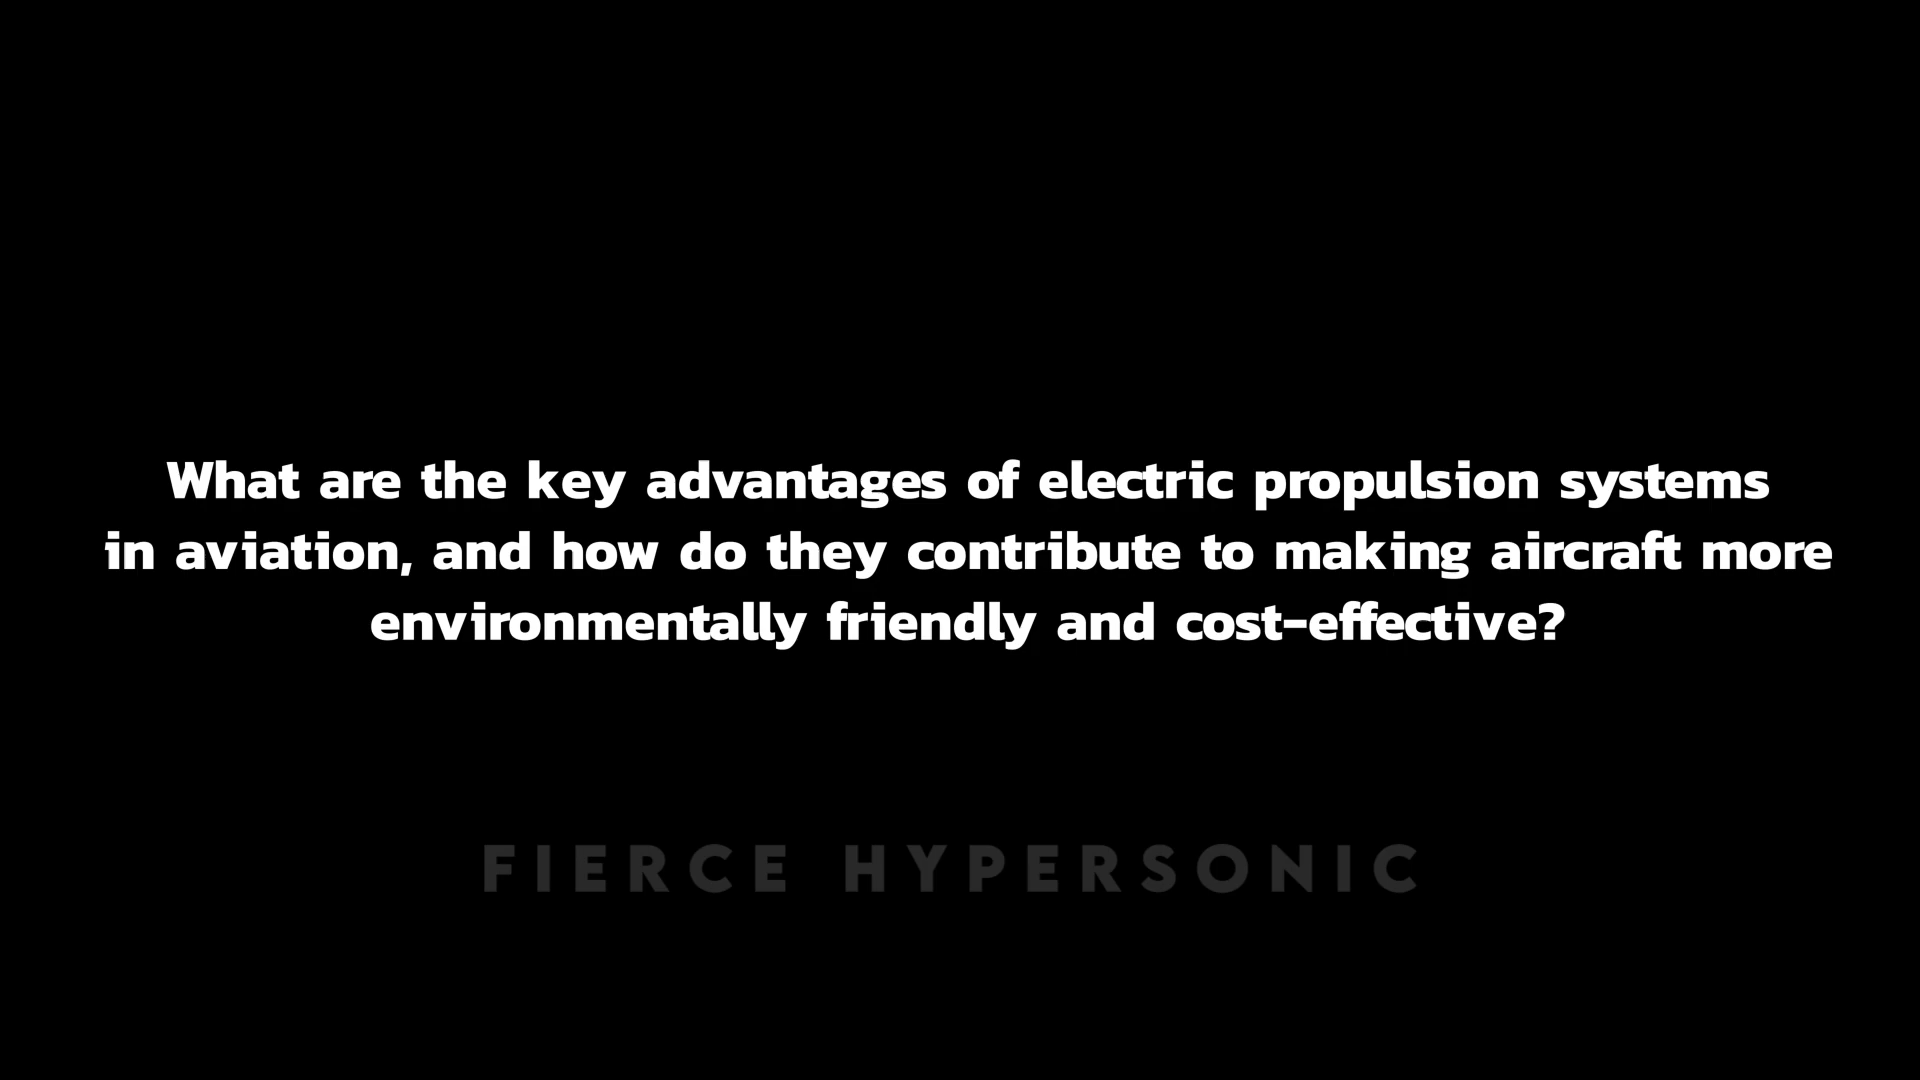 What are the key advantages of electric propulsion systems
in aviation, and how do they contribute to making aircraft more
environmentally friendly and cost-effective?
FIERCE HYPERSONIC